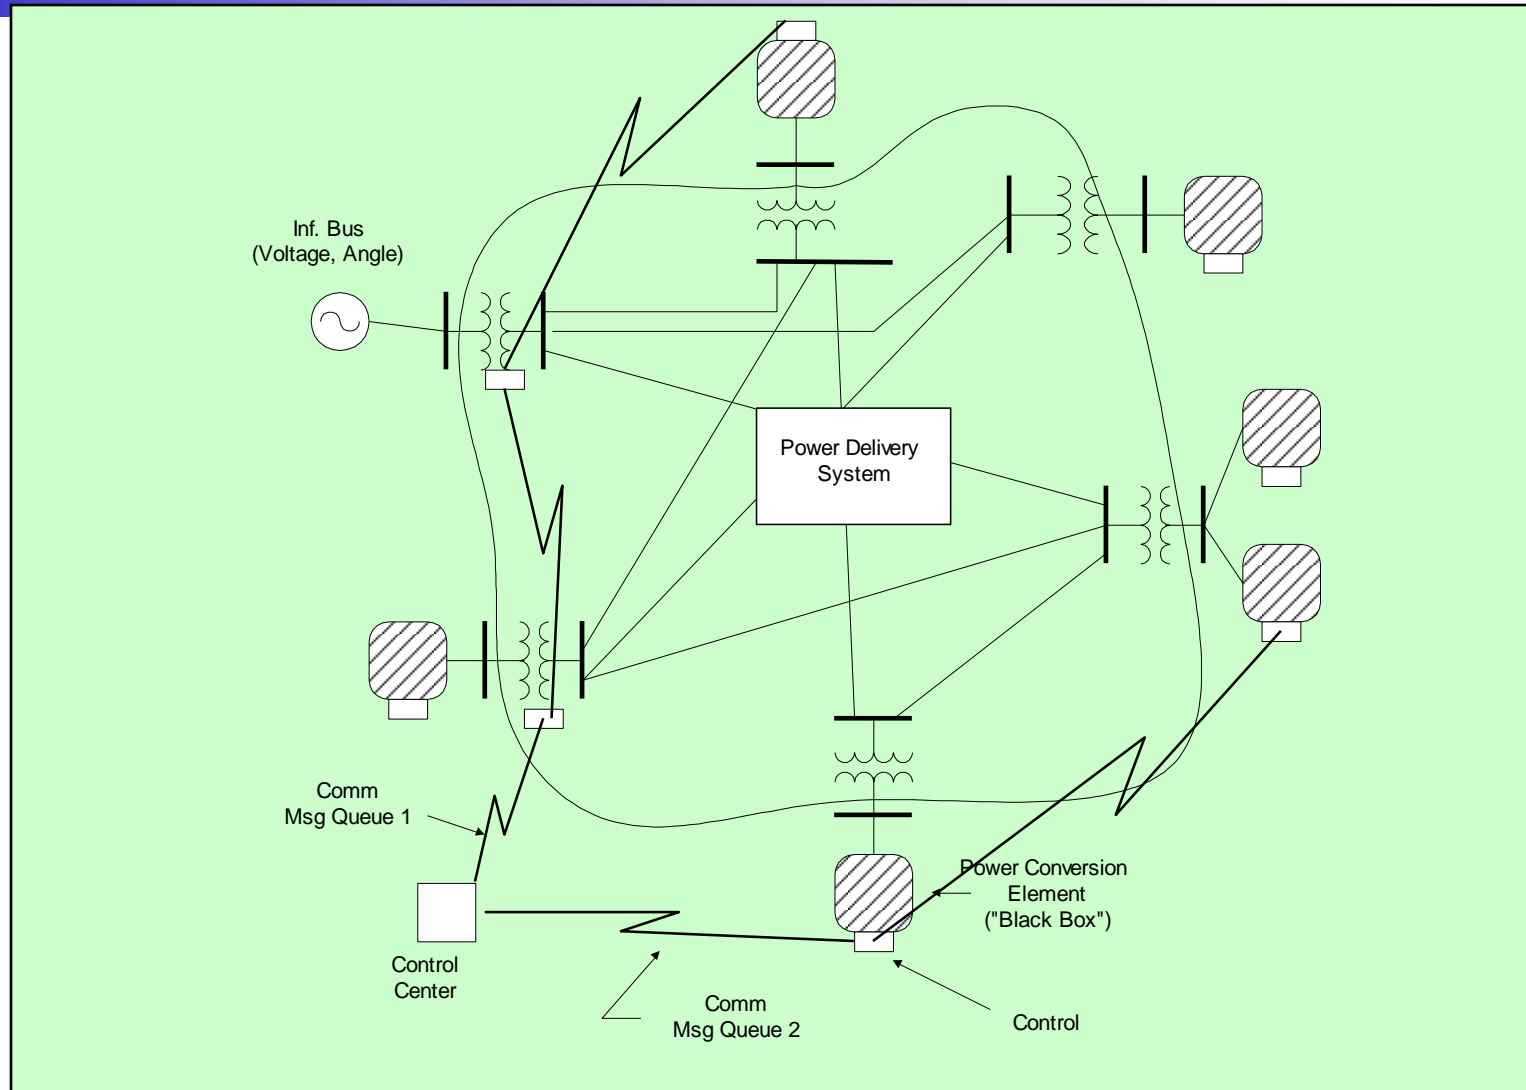 Inf. Bus
(Voltage, Angle)
Power Delivery
System
Comm
Msg Queue 1
Power Conversion
Element
("Black Box")
Control
Center
Comm
Msg Queue 2
Control